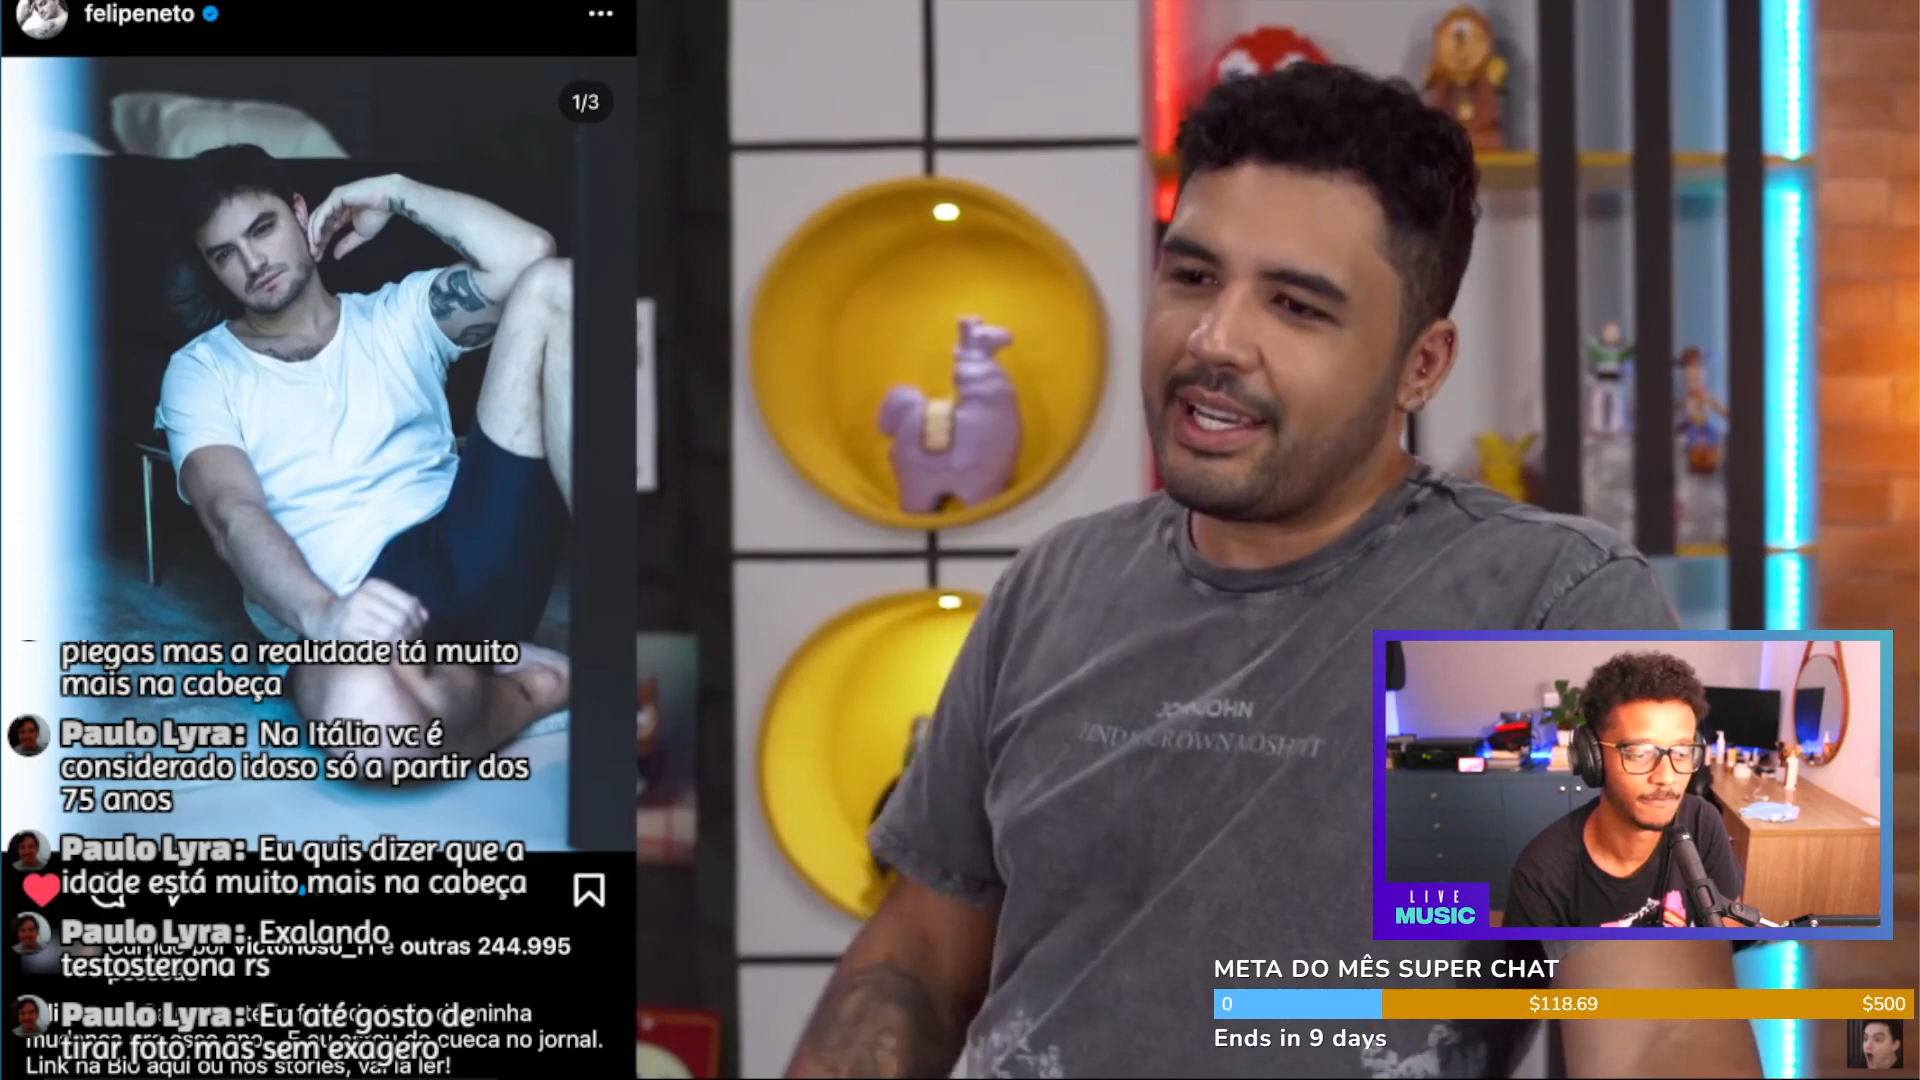 felipeneto
1/3
piegas mas a realidade tá muito
mais na cabeça
Paulo Lyra: Na Itália vc é
considerado idoso só a partir dos
75 anos
Paulo Lyra: Eu quis dizer que a
idade está muito mais na cabeça
Paulo Lyra: Exalando
testosterona rs
por victorioso_ e outras 244.995
Paulo Lyra: Eu até gosto de
tirar foto mas sem exagero
minha
cueca no jornal.
Link na Bio aqui ou nos stories, vai la ler!
JOHN JOHN
LIVE
MUSIC
META DO MÊS SUPER CHAT
0
$118.69
$500
Ends in 9 days